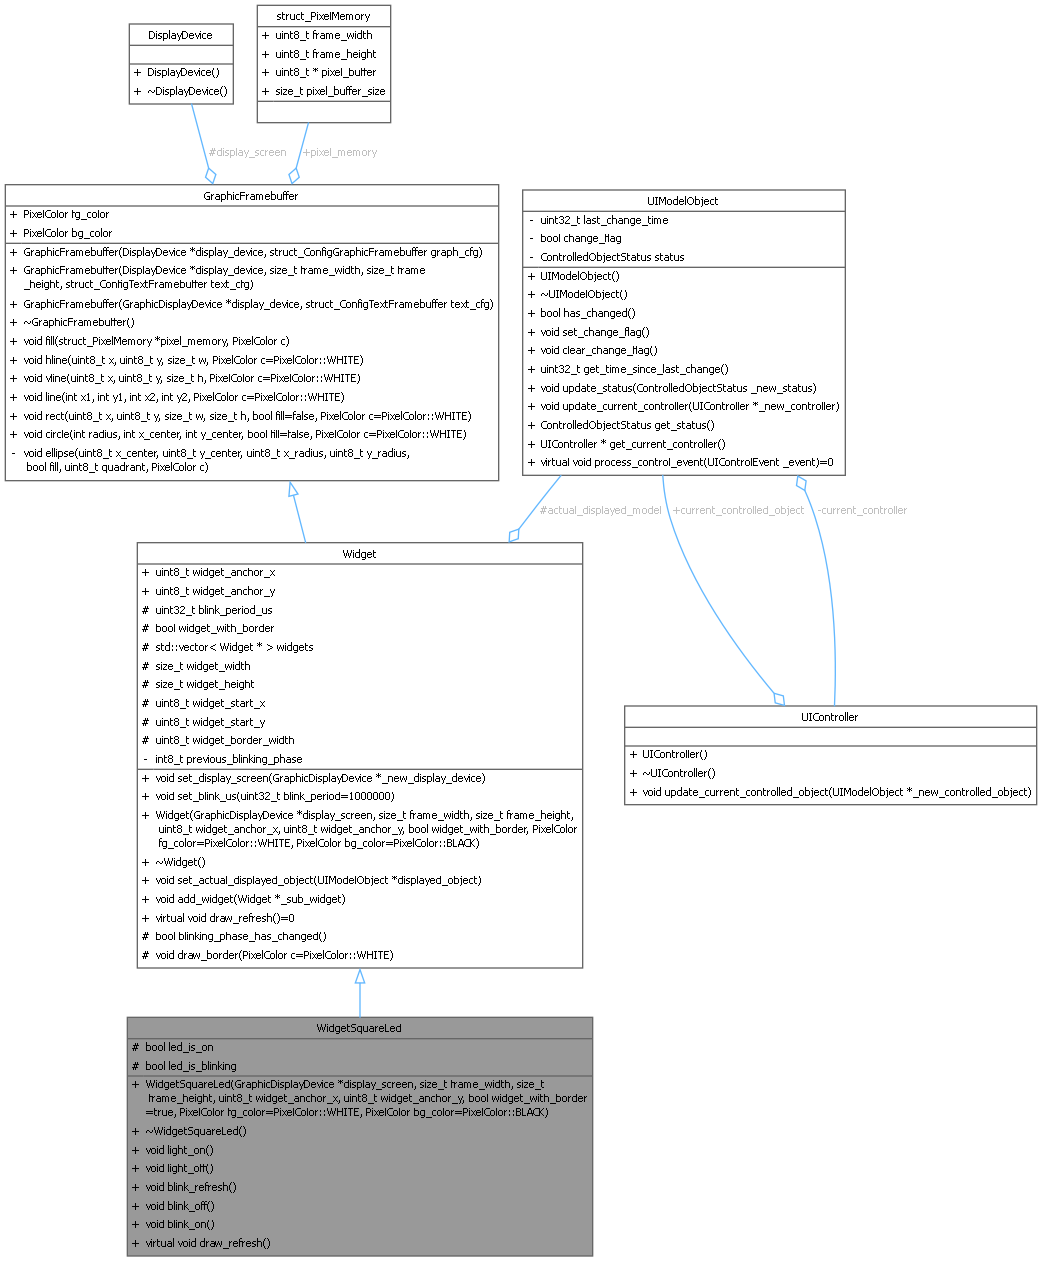 DisplayDevice
+ DisplayDevice()
+ ~DisplayDevice()
struct_PixelMemory
+ uint8_t frame_width
+ uint8_t frame_height
+ uint8_t * pixel_buffer
+ size_t pixel_buffer_size
#display_screen
+pixel_memory
GraphicFramebuffer
+ PixelColor fg_color
+ PixelColor bg_color
+ GraphicFramebuffer(DisplayDevice *display_device, struct_ConfigGraphicFramebuffer graph_cfg)
+ GraphicFramebuffer(DisplayDevice *display_device, size_t frame_width, size_t frame
_height, struct_ConfigTextFramebuffer text_cfg)
+ GraphicFramebuffer(GraphicDisplayDevice *display_device, struct_ConfigTextFramebuffer text_cfg)
+ ~GraphicFramebuffer()
+ void fill(struct_PixelMemory *pixel_memory, PixelColor c)
+ void hline(uint8_t x, uint8_t y, size_t w, PixelColor c=PixelColor::WHITE)
+ void vline(uint8_t x, uint8_t y, size_t h, PixelColor c=PixelColor::WHITE)
+ void line(int x1, int y1, int x2, int y2, PixelColor c=PixelColor::WHITE)
+ void rect(uint8_t x, uint8_t y, size_t w, size_t h, bool fill=false, PixelColor c=PixelColor::WHITE)
+ void circle(int radius, int x_center, int y_center, bool fill=false, PixelColor c=PixelColor::WHITE)
- void ellipse(uint8_t x_center, uint8_t y_center, uint8_t x_radius, uint8_t y_radius,
bool fill, uint8_t quadrant, PixelColor c)
UIModelObject
- uint32_t last_change_time
- bool change_flag
- ControlledObjectStatus status
+ UIModelObject()
+ ~UIModelObject()
+ bool has_changed()
+ void set_change_flag()
+ void clear_change_flag()
+ uint32_t get_time_since_last_change()
+ void update_status(ControlledObjectStatus _new_status)
+ void update_current_controller(UIController *_new_controller)
+ ControlledObjectStatus get_status()
+ UIController * get_current_controller()
+ virtual void process_control_event(UIControlEvent _event)=0
#actual_displayed_model
+current_controlled_object
-current_controller
Widget
+ uint8_t widget_anchor_x
+ uint8_t widget_anchor_y
# uint32_t blink_period_us
# bool widget_with_border
# std::vector< Widget * > widgets
# size_t widget_width
# size_t widget_height
# uint8_t widget_start_x
# uint8_t widget_start_y
# uint8_t widget_border_width
- int8_t previous_blinking_phase
+ void set_display_screen(GraphicDisplayDevice *_new_display_device)
+ void set_blink_us(uint32_t blink_period=1000000)
+ Widget(GraphicDisplayDevice *display_screen, size_t frame_width, size_t frame_height,
uint8_t widget_anchor_x, uint8_t widget_anchor_y, bool widget_with_border, PixelColor
fg_color=PixelColor::WHITE, PixelColor bg_color=PixelColor::BLACK)
+ ~Widget()
+ void set_actual_displayed_object(UIModelObject *displayed_object)
+ void add_widget(Widget *_sub_widget)
+ virtual void draw_refresh()=0
# bool blinking_phase_has_changed()
# void draw_border(PixelColor c=PixelColor::WHITE)
UIController
+ UIController()
+ ~UIController()
+ void update_current_controlled_object(UIModelObject *_new_controlled_object)
WidgetSquareLed
# bool led_is_on
# bool led_is_blinking
+ WidgetSquareLed(GraphicDisplayDevice *display_screen, size_t frame_width, size_t
frame_height, uint8_t widget_anchor_x, uint8_t widget_anchor_y, bool widget_with_border
=true, PixelColor fg_color=PixelColor::WHITE, PixelColor bg_color=PixelColor::BLACK)
+ ~WidgetSquareLed()
+ void light_on()
+ void light_off()
+ void blink_refresh()
+ void blink_off()
+ void blink_on()
+ virtual void draw_refresh()